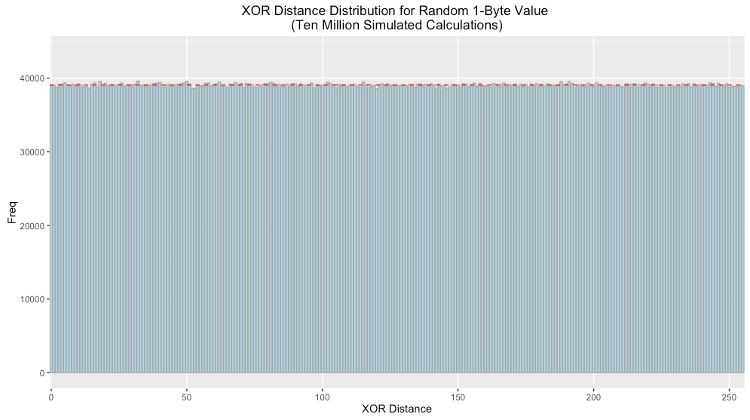 XOR Distance Distribution for Random 1-Byte Value
(Ten Million Simulated Calculations)
40000
30000
Freq
20000
10000
0
0 50 100 150 200 250
XOR Distance